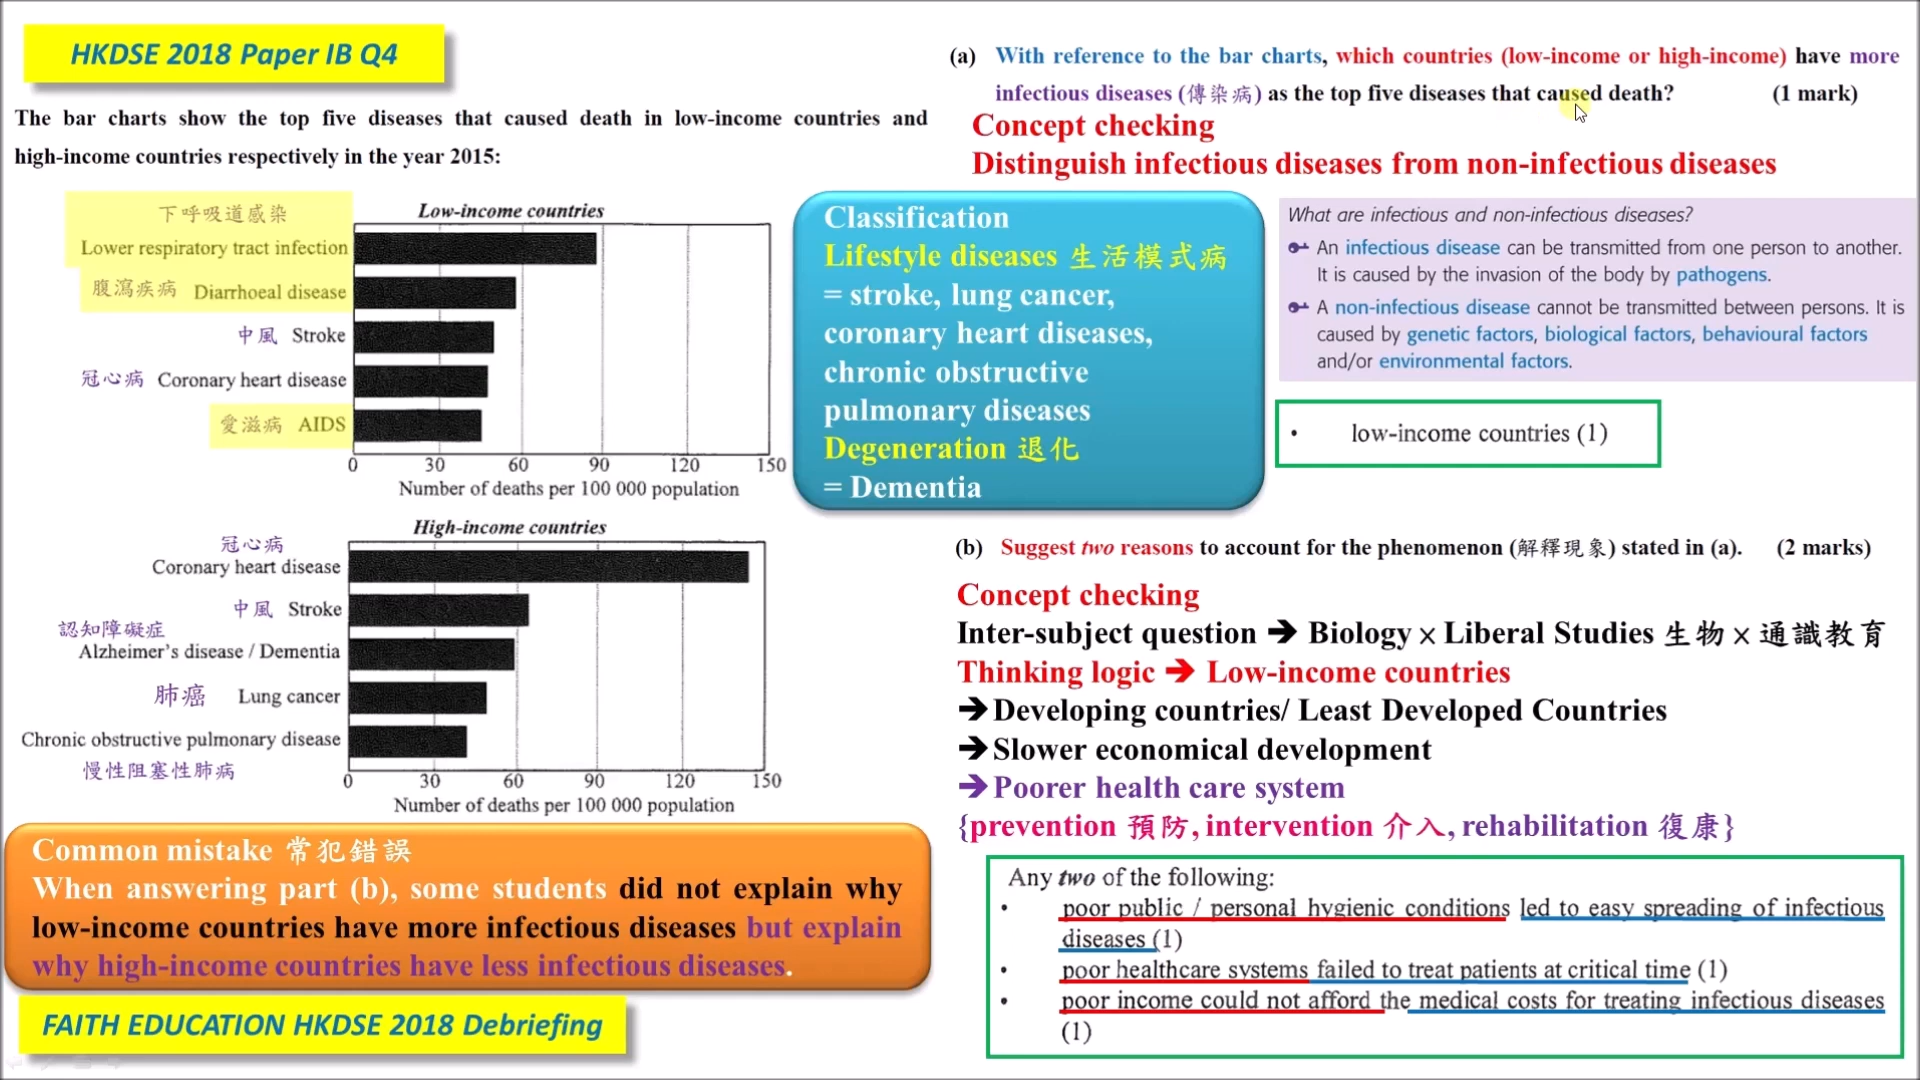 HKDSE 2018 Paper IB Q4
The bar charts show the top five diseases that caused death in low-income countries and
high-income countries respectively in the year 2015:
Low-income countries
下呼吸道感染
Lower respiratory tract infection
腹瀉疾病 Diarrhoeal disease
中風 Stroke
冠心病 Coronary heart disease
愛滋病 AIDS
0 30 60 90 120 150
Number of deaths per 100 000 population
High-income countries
冠心病
Coronary heart disease
中風 Stroke
認知障礙症
Alzheimer's disease / Dementia
肺癌 Lung cancer
Chronic obstructive pulmonary disease
慢性阻塞性肺病
0 30 60 90 120 150
Number of deaths per 100 000 population
Common mistake 常犯錯誤
When answering part (b), some students did not explain why
low-income countries have more infectious diseases but explain
why high-income countries have less infectious diseases.
FAITH EDUCATION HKDSE 2018 Debriefing
Classification
Lifestyle diseases 生活模式病
= stroke, lung cancer,
coronary heart diseases,
chronic obstructive
pulmonary diseases
Degeneration 退化
= Dementia
(a) With reference to the bar charts, which countries (low-income or high-income) have more
infectious diseases (傳染病) as the top five diseases that caused death? (1 mark)
Concept checking
Distinguish infectious diseases from non-infectious diseases
What are infectious and non-infectious diseases?
An infectious disease can be transmitted from one person to another.
It is caused by the invasion of the body by pathogens.
A non-infectious disease cannot be transmitted between persons. It is
caused by genetic factors, biological factors, behavioural factors
and/or environmental factors.
• low-income countries (1)
(b) Suggest two reasons to account for the phenomenon (解釋現象) stated in (a). (2 marks)
Concept checking
Inter-subject question ➔ Biology × Liberal Studies 生物 × 通識教育
Thinking logic ➔ Low-income countries
➔Developing countries/ Least Developed Countries
➔Slower economical development
➔Poorer health care system
{prevention 預防, intervention 介入, rehabilitation 復康}
Any two of the following:
• poor public / personal hygienic conditions led to easy spreading of infectious
diseases (1)
• poor healthcare systems failed to treat patients at critical time (1)
• poor income could not afford the medical costs for treating infectious diseases
(1)